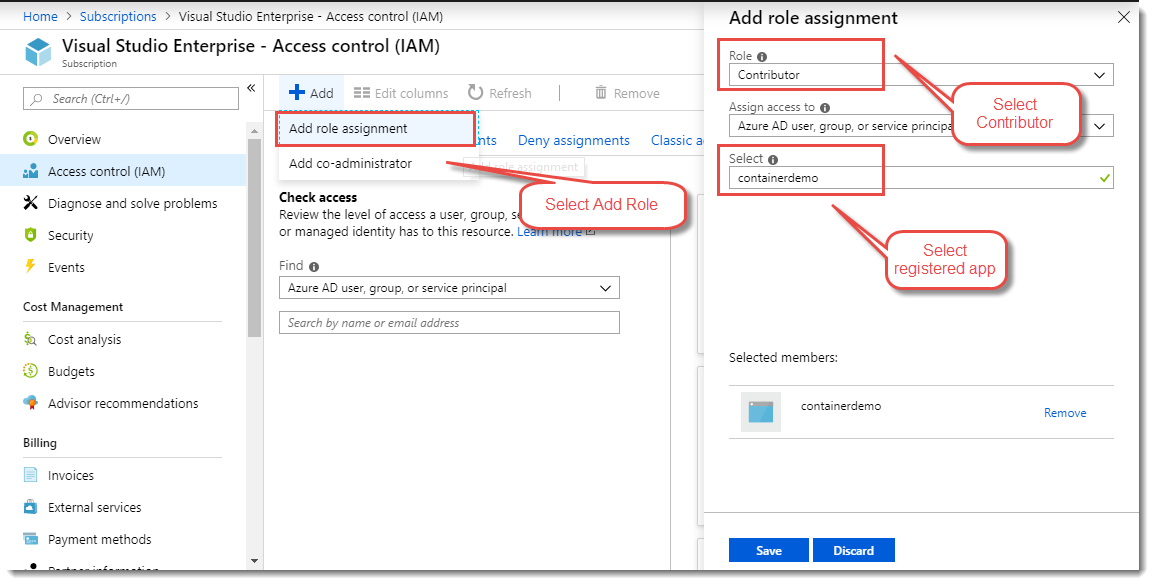 Home > Subscriptions > Visual Studio Enterprise - Access control (IAM)
Visual Studio Enterprise - Access control (IAM)
Subscription
Search (Ctrl+/)
«
Overview
Access control (IAM)
Diagnose and solve problems
Security
Events
Cost Management
Cost analysis
Budgets
Advisor recommendations
Billing
Invoices
External services
Payment methods
Partner information
Add
Edit columns
Refresh
Remove
Add role assignment
Add co-administrator
Deny assignments
Classic
role assignment
Select Add Role
Check access
Review the level of access a user, group,
or managed identity has to this resource. Learn more
Find
Azure AD user, group, or service principal
Search by name or email address
Add role assignment
Role
Contributor
Assign access to
Azure AD user, group, or service principal
Select
containerdemo
Select
Contributor
Select
registered app
Selected members:
containerdemo
Remove
Save
Discard